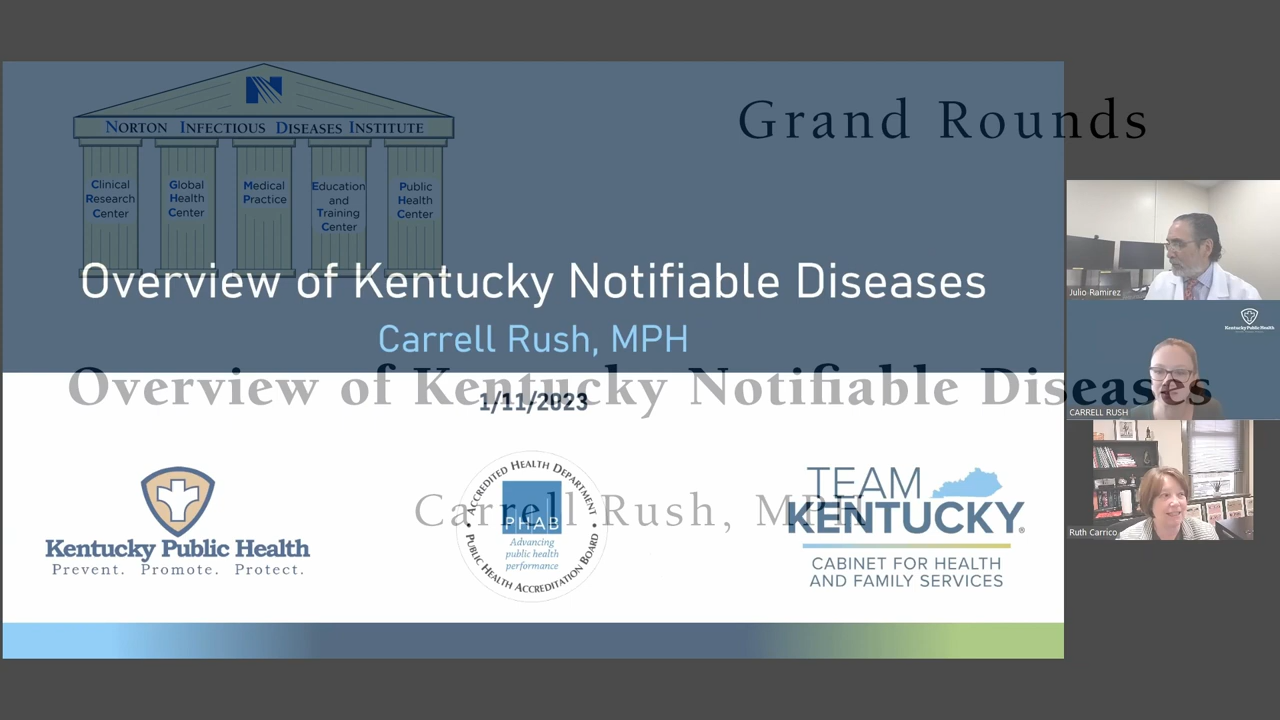 NORTON INFECTIOUS DISEASES INSTITUTE
Clinical
Research
Center
Global
Health
Center
Medical
Practice
Education
and
Training
Center
Public
Health
Center
Grand Rounds
Overview of Kentucky Notifiable Diseases
Carrell Rush, MPH
Overview of Kentucky Notifiable Diseases
1/11/2023
Carrell Rush, MPH
Kentucky Public Health
Prevent. Promote. Protect.
ACCREDITED HEALTH DEPARTMENT
PHAB
Advancing
public health
performance
PUBLIC HEALTH ACCREDITATION BOARD
TEAM
KENTUCKY®
CABINET FOR HEALTH
AND FAMILY SERVICES
Julio Ramirez
Kentucky Public Health
CARRELL RUSH
Ruth Carrico